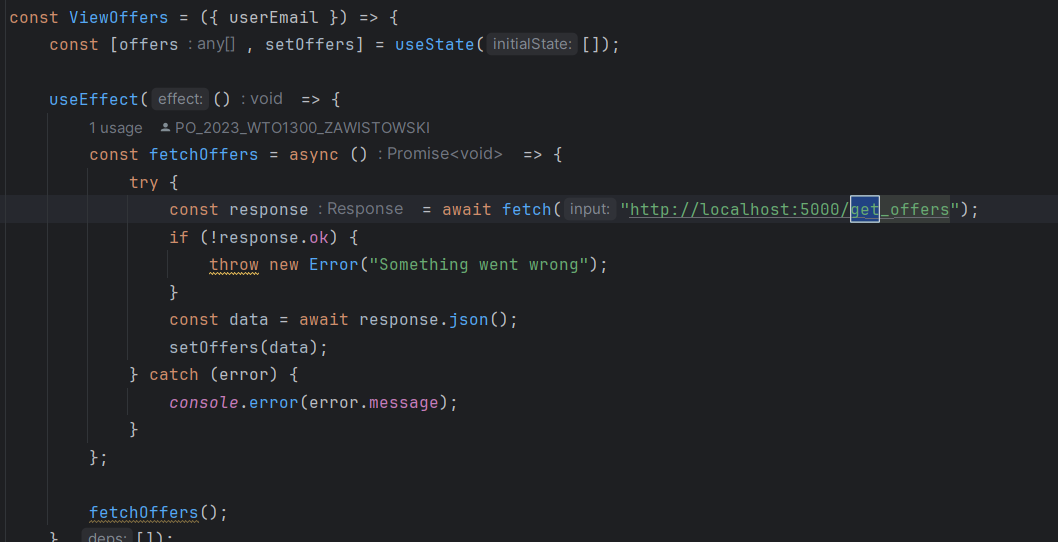 const ViewOffers = ({ userEmail }) => {
const [offers : any[] , setOffers] = useState( initialState: []);
useEffect( effect: () : void => {
1 usage PO_2023_WTO1300_ZAWISTOWSKI
const fetchOffers = async () : Promise<void> => {
try {
const response : Response = await fetch( input: "http://localhost:5000/get_offers");
if (!response.ok) {
throw new Error("Something went wrong");
}
const data = await response.json();
setOffers(data);
} catch (error) {
console.error(error.message);
}
};
fetchOffers();
}, deps: []);